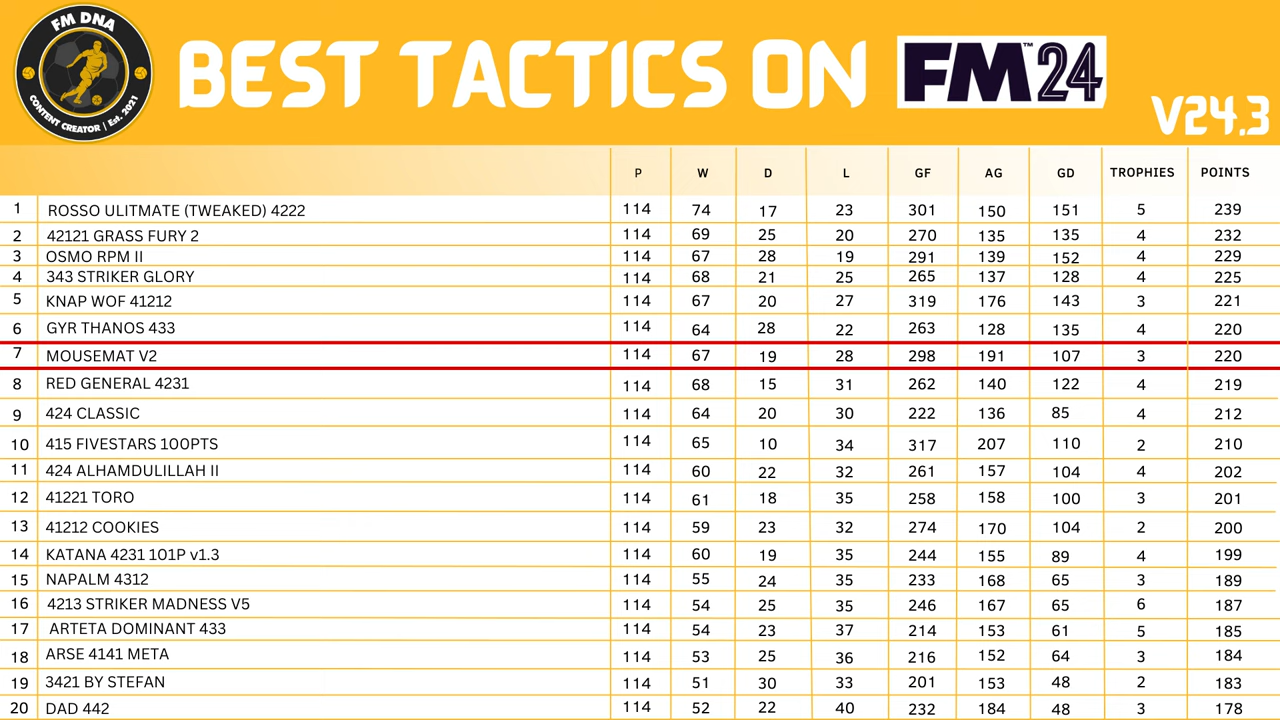 FM DNA
CONTENT CREATOR | Est. 2021
BEST TACTICS ON FM™24
V24.3
P W D L GF AG GD TROPHIES POINTS
1 ROSSO ULITMATE (TWEAKED) 4222 114 74 17 23 301 150 151 5 239
2 42121 GRASS FURY 2 114 69 25 20 270 135 135 4 232
3 OSMO RPM II 114 67 28 19 291 139 152 4 229
4 343 STRIKER GLORY 114 68 21 25 265 137 128 4 225
5 KNAP WOF 41212 114 67 20 27 319 176 143 3 221
6 GYR THANOS 433 114 64 28 22 263 128 135 4 220
7 MOUSEMAT V2 114 67 19 28 298 191 107 3 220
8 RED GENERAL 4231 114 68 15 31 262 140 122 4 219
9 424 CLASSIC 114 64 20 30 222 136 85 4 212
10 415 FIVESTARS 100PTS 114 65 10 34 317 207 110 2 210
11 424 ALHAMDULILLAH II 114 60 22 32 261 157 104 4 202
12 41221 TORO 114 61 18 35 258 158 100 3 201
13 41212 COOKIES 114 59 23 32 274 170 104 2 200
14 KATANA 4231 101P v1.3 114 60 19 35 244 155 89 4 199
15 NAPALM 4312 114 55 24 35 233 168 65 3 189
16 4213 STRIKER MADNESS V5 114 54 25 35 246 167 65 6 187
17 ARTETA DOMINANT 433 114 54 23 37 214 153 61 5 185
18 ARSE 4141 META 114 53 25 36 216 152 64 3 184
19 3421 BY STEFAN 114 51 30 33 201 153 48 2 183
20 DAD 442 114 52 22 40 232 184 48 3 178